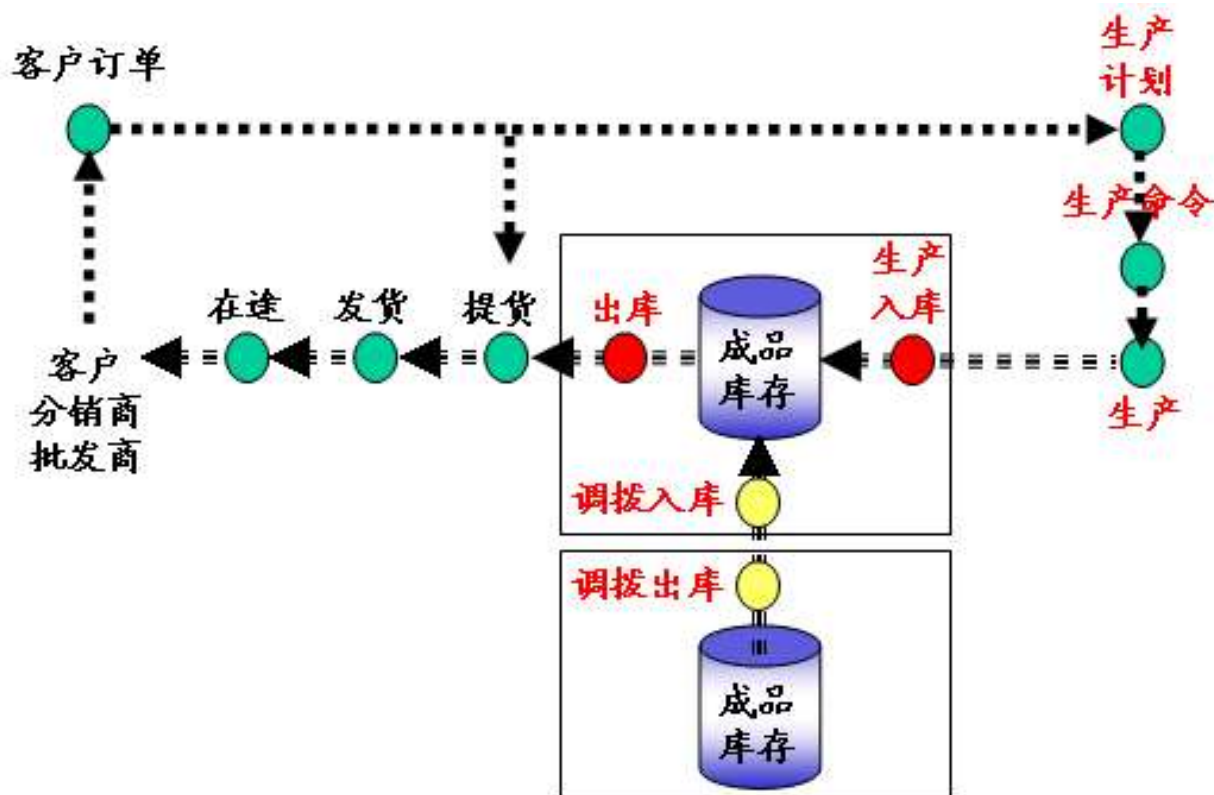 客户订单
生产
计划
生产命令
在途
发货
提货
出库
成品
库存
生产
入库
客户
分销商
批发商
生产
调拨入库
调拨出库
成品
库存